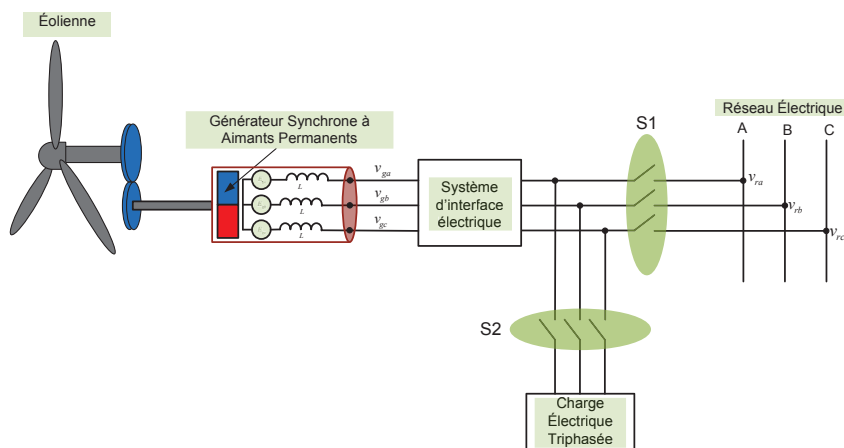 Éolienne
Générateur Synchrone à
Aimants Permanents
S1
Réseau Électrique
A B C
v_ga
v_gb
v_gc
L
L
L
Système
d'interface
électrique
v_ra
v_rb
v_rc
S2
Charge
Électrique
Triphasée